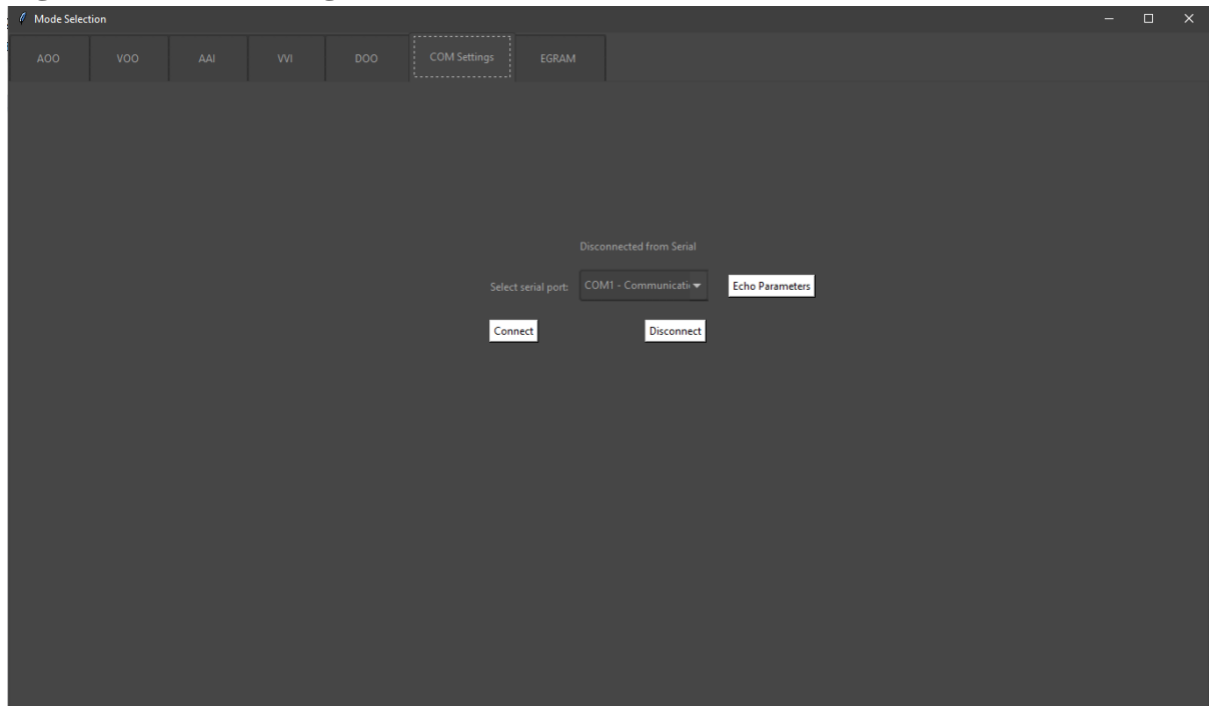 Mode Selection
AOO VOO AAI VVI DOO COM Settings EGRAM
Disconnected from Serial
Select serial port: COM1 - Communicati Echo Parameters
Connect Disconnect